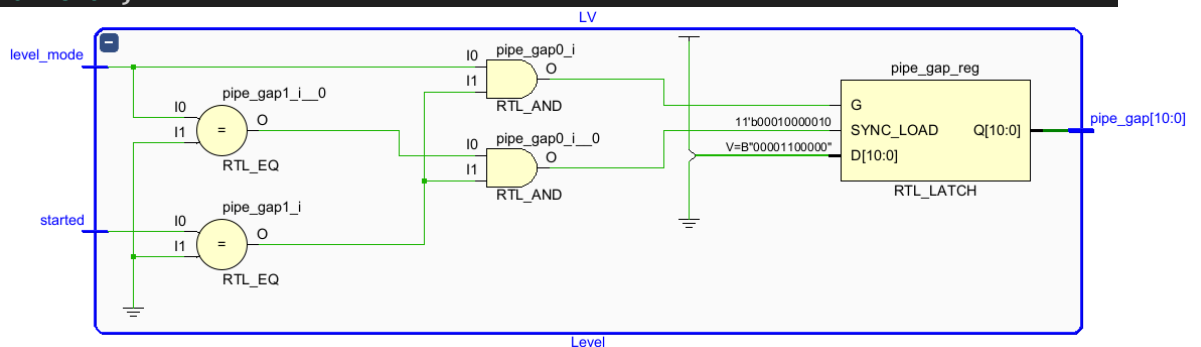 LV
level_mode
pipe_gap0_i
I0
I1
O
RTL_AND
pipe_gap1_i__0
I0
I1
O
=
RTL_EQ
pipe_gap0_i__0
I0
I1
O
RTL_AND
pipe_gap_reg
G
11'b00010000010
SYNC_LOAD
Q[10:0]
V=B"00001100000"
D[10:0]
RTL_LATCH
pipe_gap[10:0]
started
pipe_gap1_i
I0
I1
O
=
RTL_EQ
Level